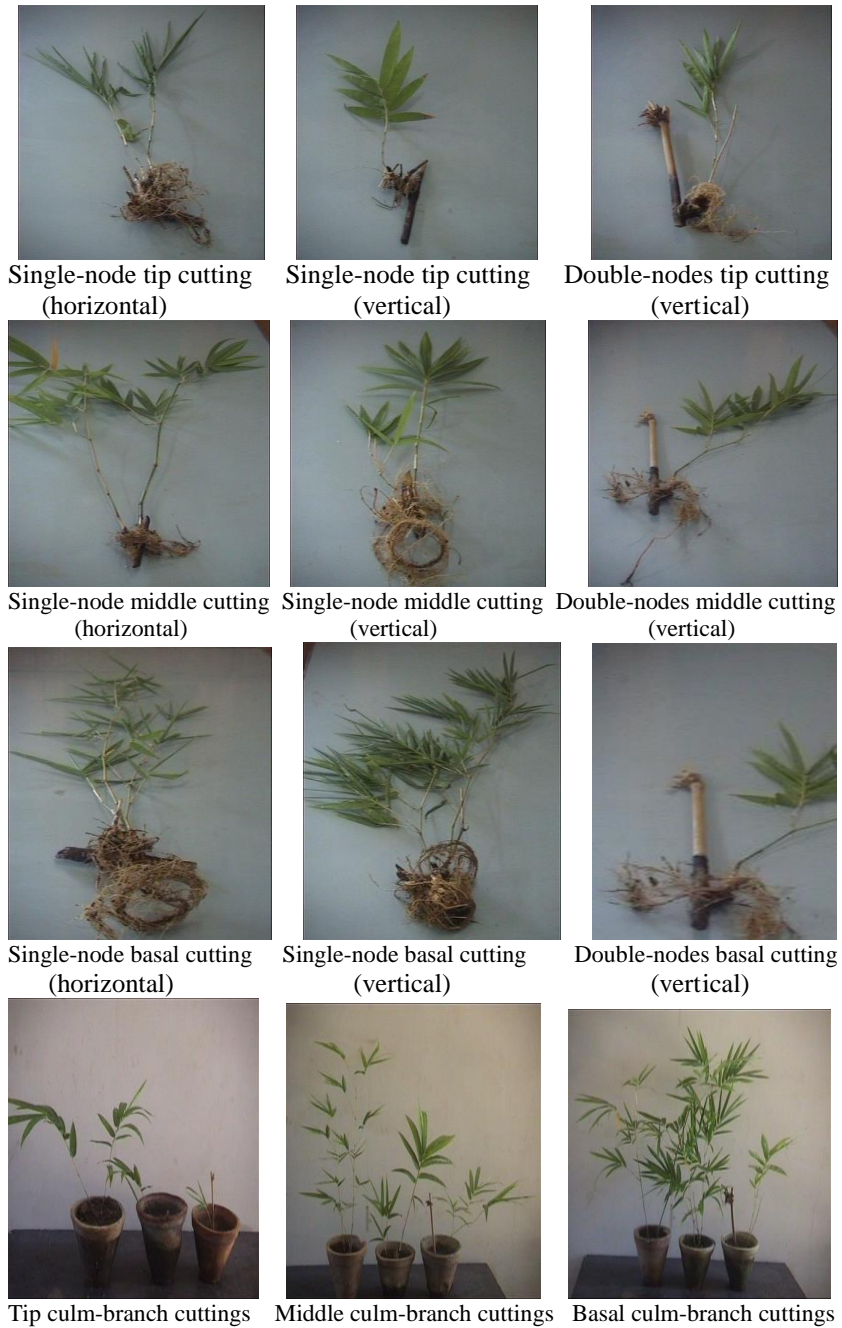 Single-node tip cutting Single-node tip cutting Double-nodes tip cutting
(horizontal) (vertical) (vertical)
Single-node middle cutting Single-node middle cutting Double-nodes middle cutting
(horizontal) (vertical) (vertical)
Single-node basal cutting Single-node basal cutting Double-nodes basal cutting
(horizontal) (vertical) (vertical)
Tip culm-branch cuttings Middle culm-branch cuttings Basal culm-branch cuttings